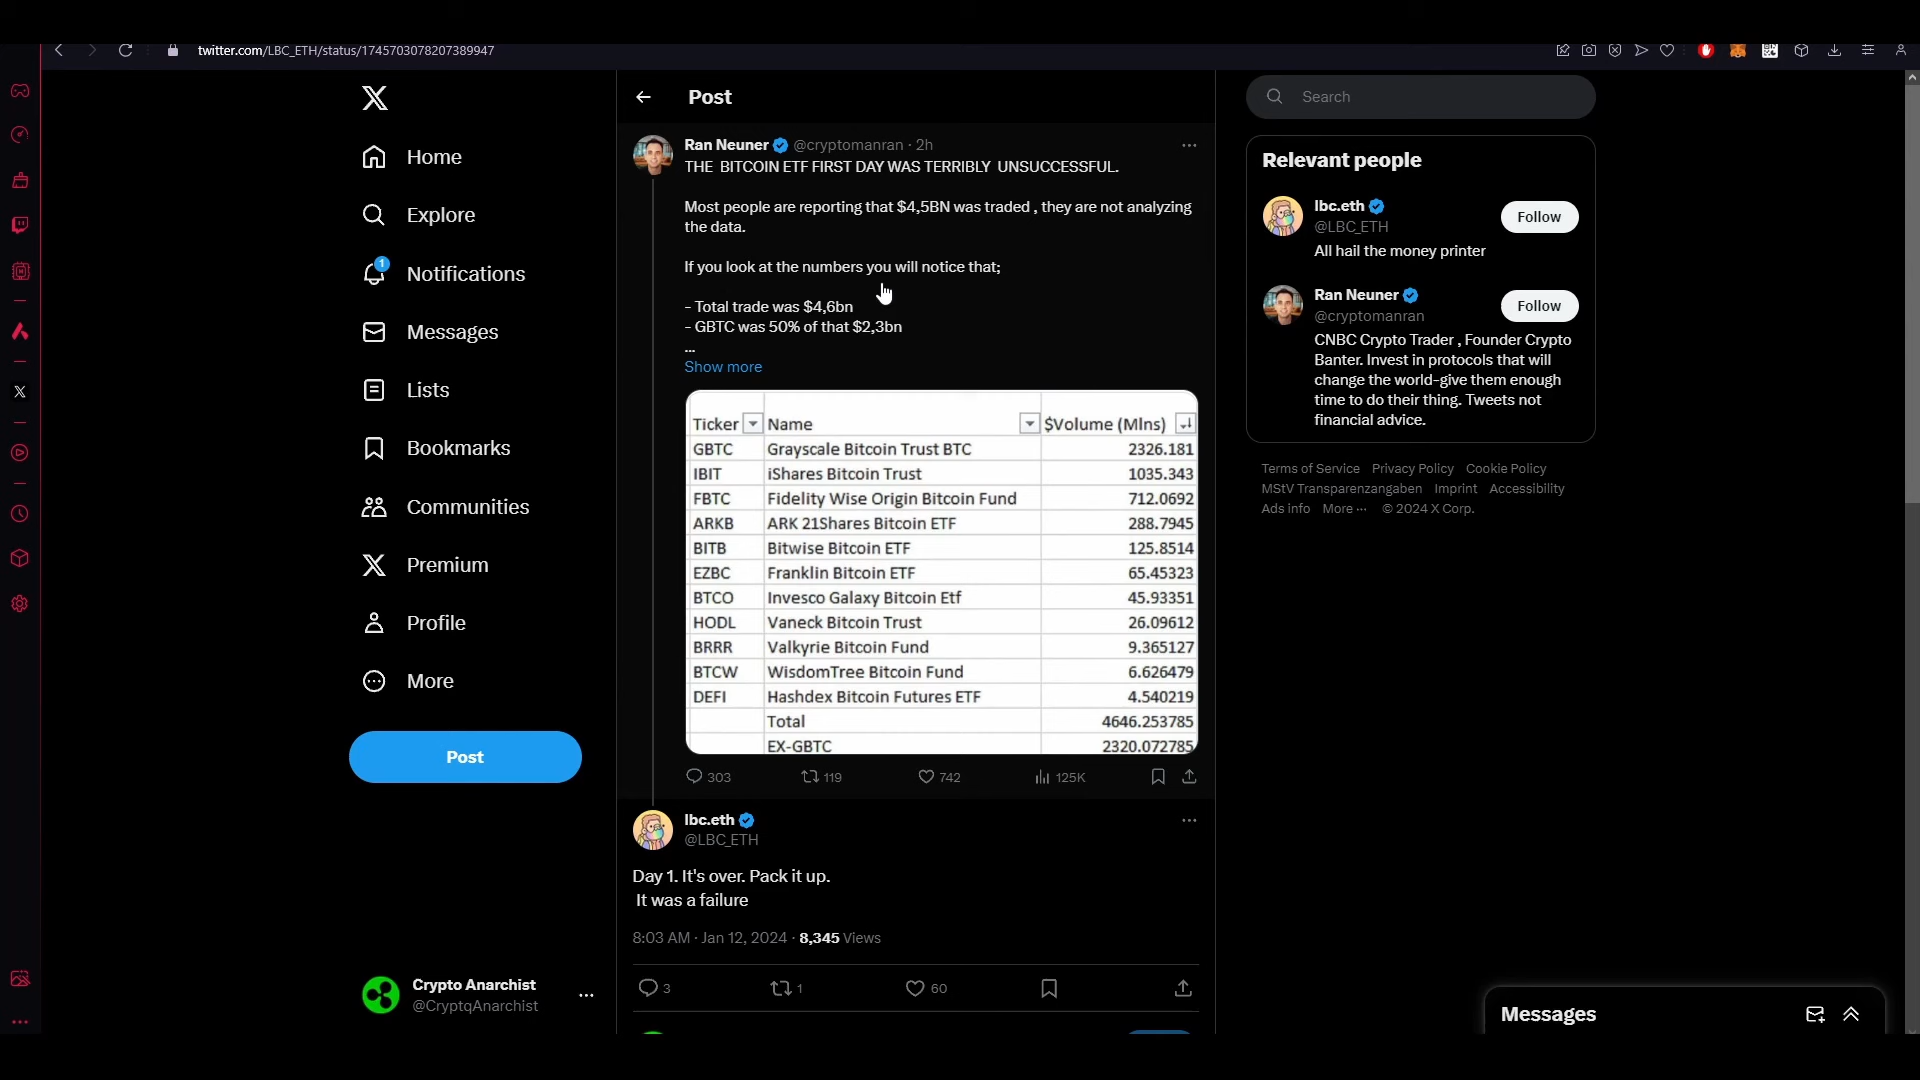 twitter.com/LBC_ETH/status/1745703078207389947
Home
Explore
1
Notifications
Messages
Lists
Bookmarks
Communities
Premium
Profile
More
Post
Crypto Anarchist
@CryptqAnarchist
Post
Ran Neuner @cryptomanran · 2h
THE BITCOIN ETF FIRST DAY WAS TERRIBLY UNSUCCESSFUL.
Most people are reporting that $4,5BN was traded , they are not analyzing
the data.
If you look at the numbers you will notice that;
- Total trade was $4,6bn
- GBTC was 50% of that $2,3bn
...
Show more
Ticker Name $Volume (Mlns)
GBTC Grayscale Bitcoin Trust BTC 2326.181
IBIT iShares Bitcoin Trust 1035.343
FBTC Fidelity Wise Origin Bitcoin Fund 712.0692
ARKB ARK 21Shares Bitcoin ETF 288.7945
BITB Bitwise Bitcoin ETF 125.8514
EZBC Franklin Bitcoin ETF 65.45323
BTCO Invesco Galaxy Bitcoin Etf 45.93351
HODL Vaneck Bitcoin Trust 26.09612
BRRR Valkyrie Bitcoin Fund 9.365127
BTCW WisdomTree Bitcoin Fund 6.626479
DEFI Hashdex Bitcoin Futures ETF 4.540219
Total 4646.253785
EX-GBTC 2320.072785
303 119 742 125K
lbc.eth
@LBC_ETH
Day 1. It's over. Pack it up.
It was a failure
8:03 AM · Jan 12, 2024 · 8,345 Views
3 1 60
Search
Relevant people
lbc.eth
@LBC_ETH
Follow
All hail the money printer
Ran Neuner
@cryptomanran
Follow
CNBC Crypto Trader , Founder Crypto
Banter. Invest in protocols that will
change the world-give them enough
time to do their thing. Tweets not
financial advice.
Terms of Service Privacy Policy Cookie Policy
MStV Transparenzangaben Imprint Accessibility
Ads info More ··· © 2024 X Corp.
Messages